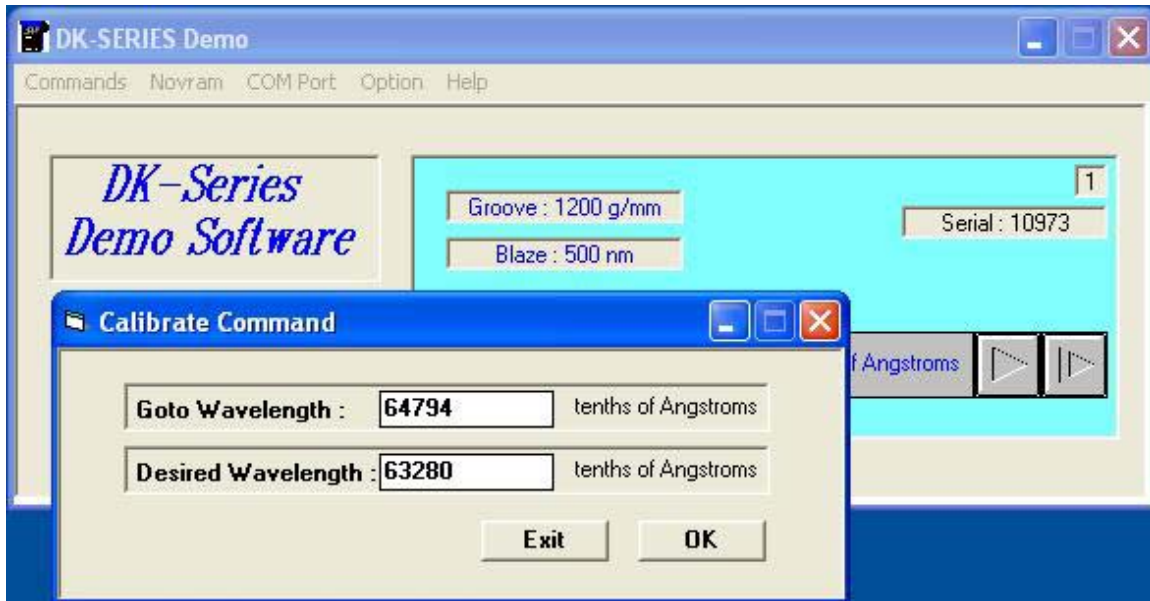 DK-SERIES Demo
Commands Novram COM Port Option Help
DK-Series
Demo Software
Groove : 1200 g/mm
Blaze : 500 nm
1
Serial : 10973
Angstroms
Calibrate Command
Goto Wavelength : 64794 tenths of Angstroms
Desired Wavelength : 63280 tenths of Angstroms
Exit OK